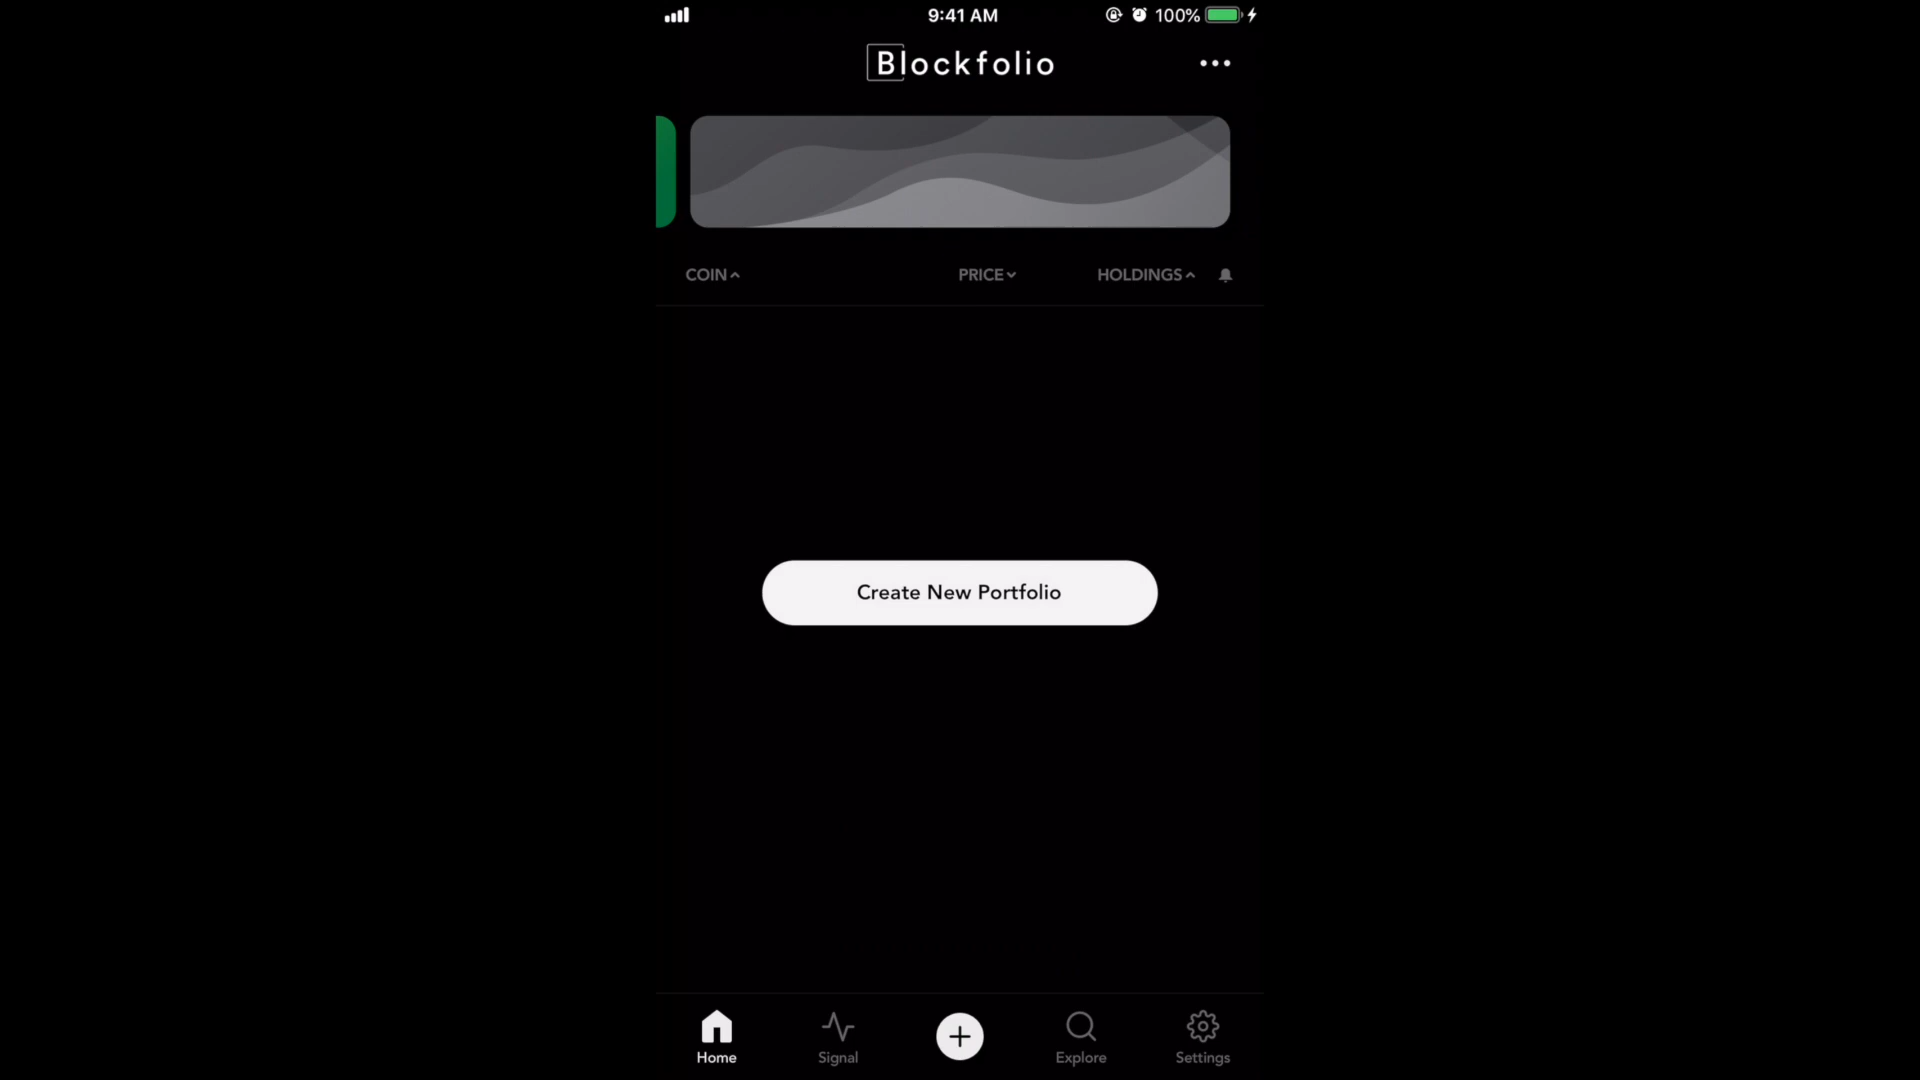 9:41 AM
100%
Blockfolio
COIN
PRICE
HOLDINGS
Create New Portfolio
Home
Signal
Explore
Settings